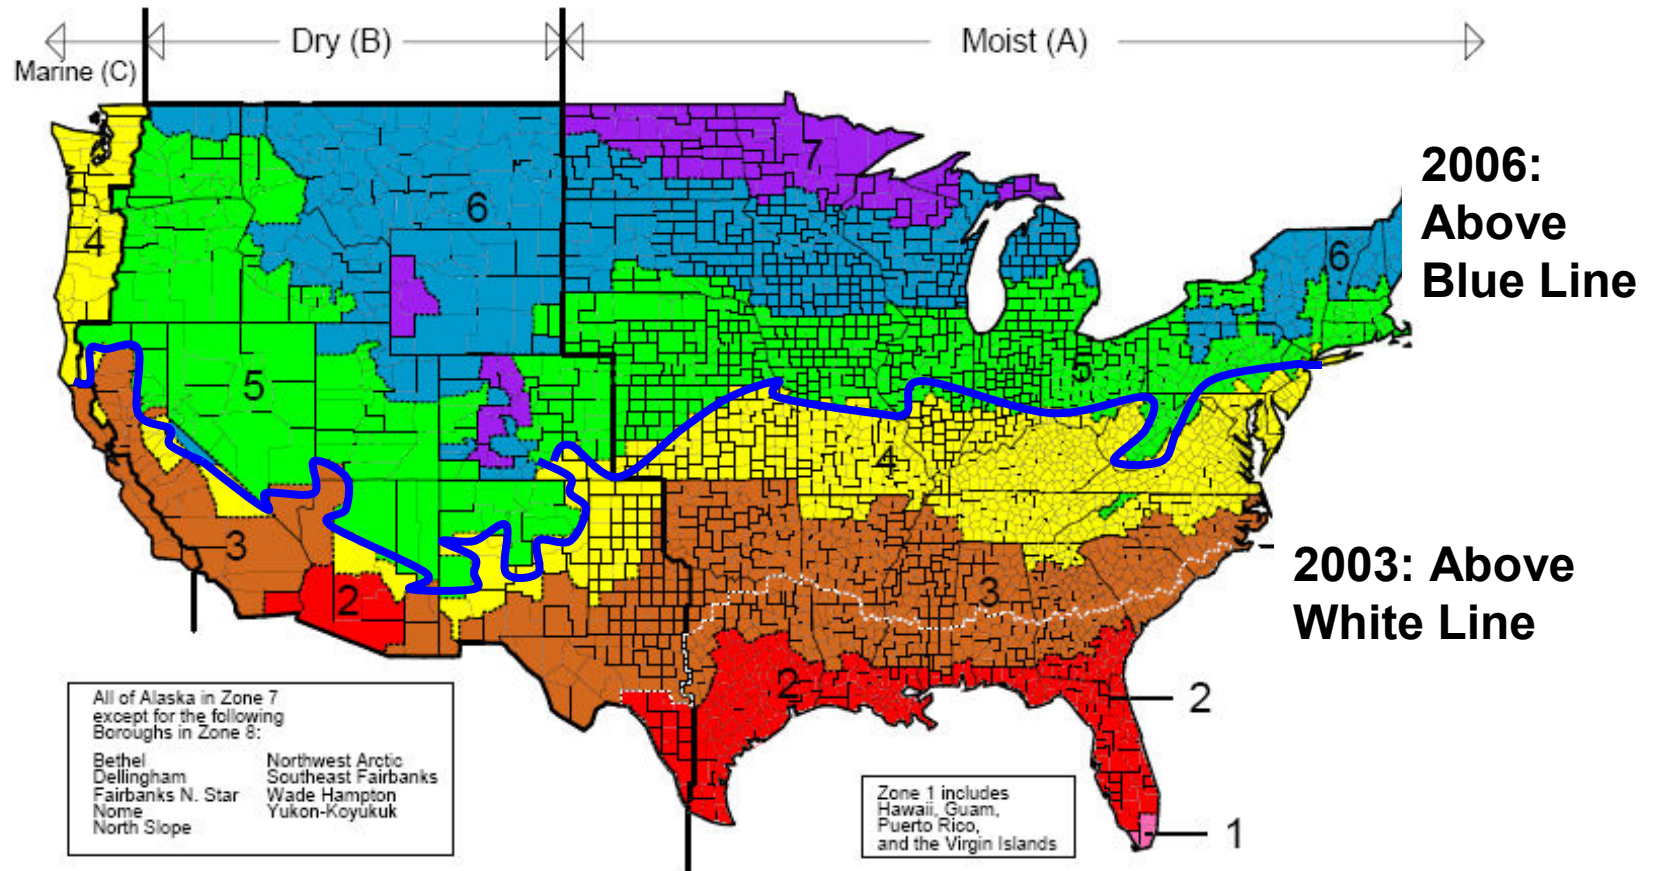 Dry (B)
Moist (A)
Marine (C)
7
6
4
6
5
5
4
3
3
2
2
2
1
2006:
Above
Blue Line
2003: Above
White Line
All of Alaska in Zone 7
except for the following
Boroughs in Zone 8:
Bethel Northwest Arctic
Dellingham Southeast Fairbanks
Fairbanks N. Star Wade Hampton
Nome Yukon-Koyukuk
North Slope
Zone 1 includes
Hawaii, Guam,
Puerto Rico,
and the Virgin Islands